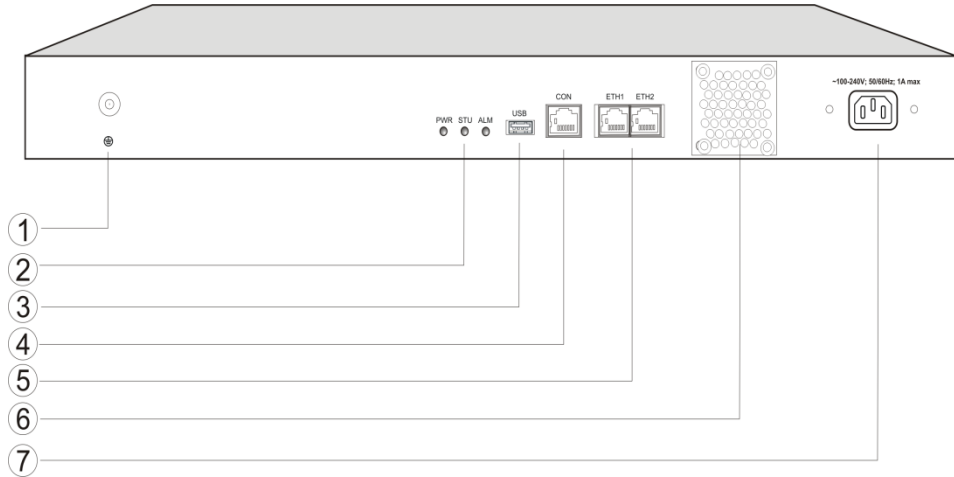 ~100-240V; 50/60Hz; 1A max
PWR STU ALM
USB
CON
ETH1 ETH2
1
2
3
4
5
6
7